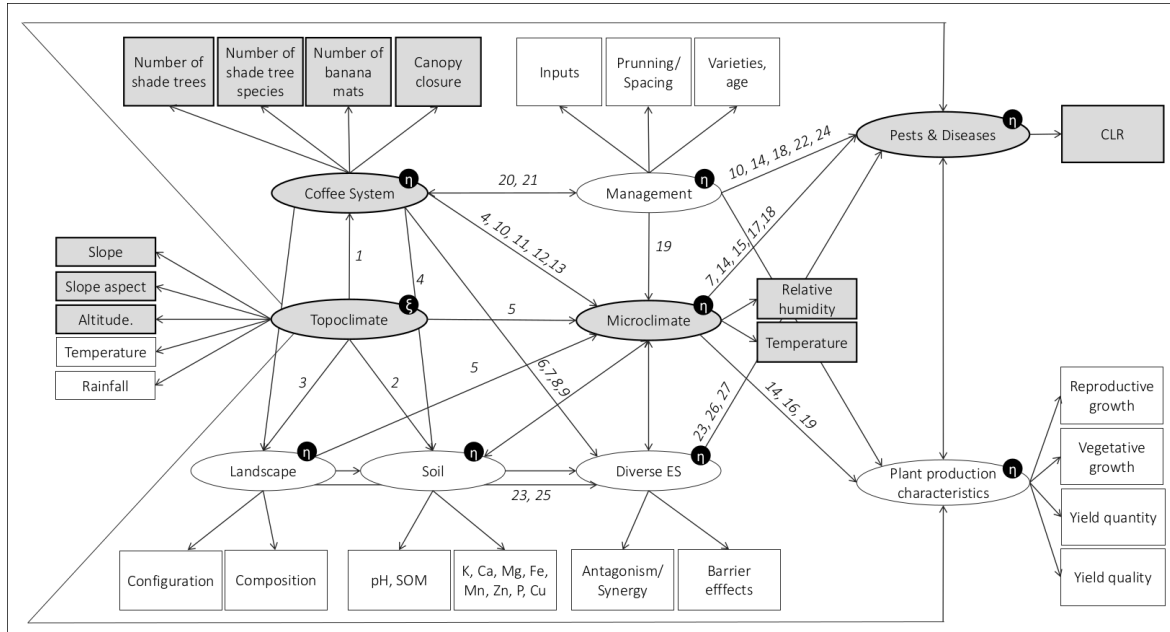 Number of
shade trees
Number of
shade tree
species
Number of
banana
mats
Canopy
closure
Inputs
Prunning/
Spacing
Varieties,
age
Pests & Diseases
η
CLR
10, 14, 18, 22, 24
Coffee System
η
20, 21
Management
η
4, 10, 11, 12,13
19
7, 14, 15, 17,18
Slope
Slope aspect
Altitude.
Temperature
Rainfall
1
4
Topoclimate
ξ
5
Microclimate
η
Relative
humidity
Temperature
3
2
5
6,7,8,9
14, 16, 19
23, 26, 27
Landscape
η
Soil
η
Diverse ES
η
23, 25
Plant production
characteristics
η
Reproductive
growth
Vegetative
growth
Yield quantity
Yield quality
Configuration
Composition
pH, SOM
K, Ca, Mg, Fe,
Mn, Zn, P, Cu
Antagonism/
Synergy
Barrier
efffects